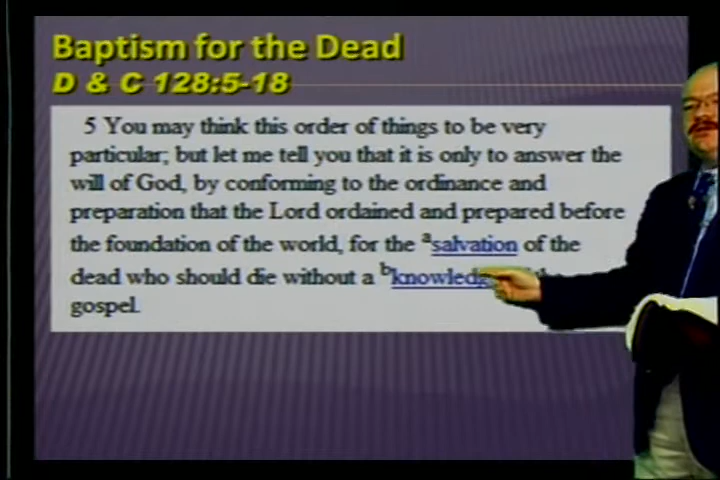 Baptism for the Dead
D & C 128:5-18
5 You may think this order of things to be very
particular; but let me tell you that it is only to answer the
will of God, by conforming to the ordinance and
preparation that the Lord ordained and prepared before
the foundation of the world, for the a salvation of the
dead who should die without a b
gospel.